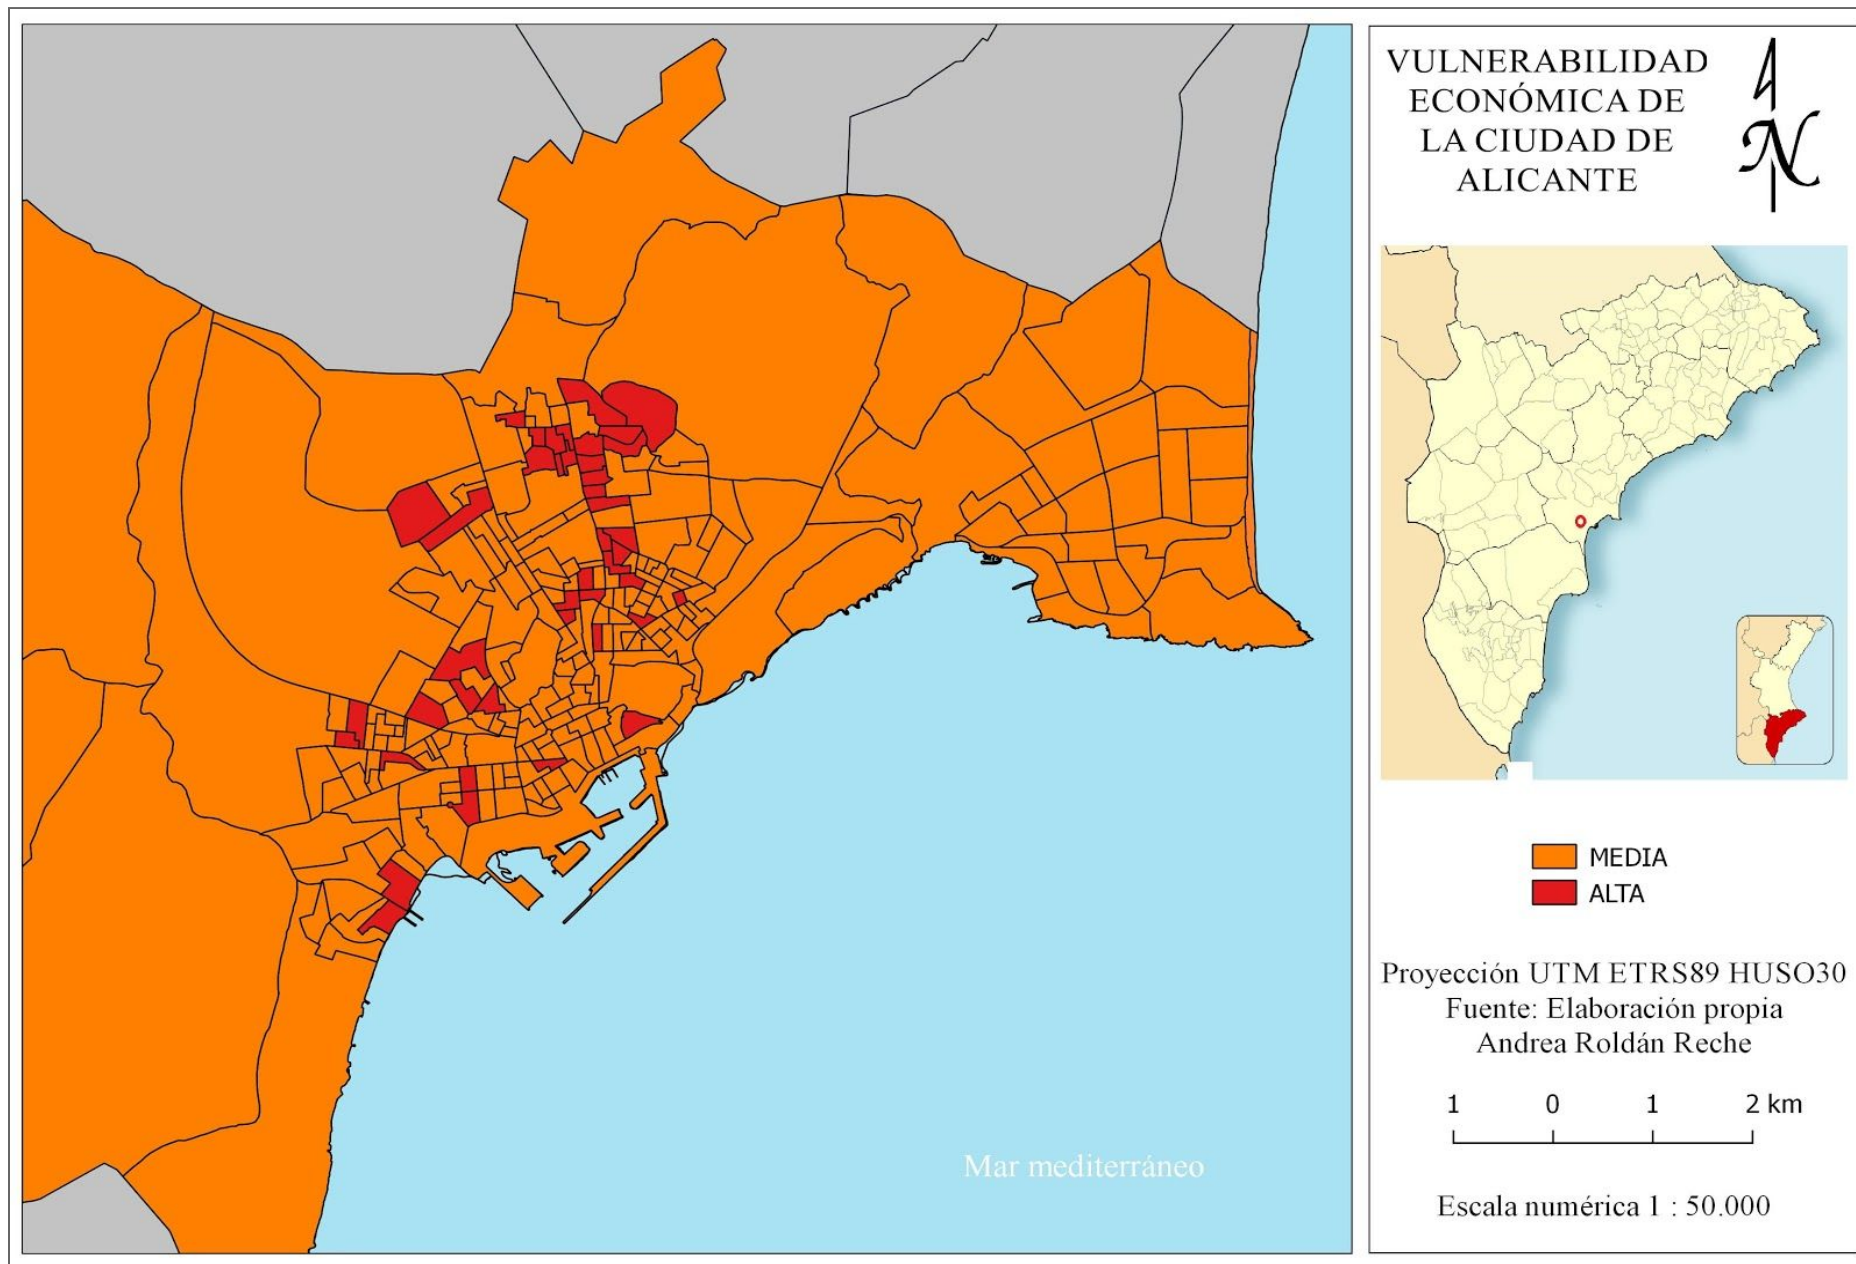 VULNERABILIDAD
ECONÓMICA DE
LA CIUDAD DE
ALICANTE
N
MEDIA
ALTA
Proyección UTM ETRS89 HUSO30
Fuente: Elaboración propia
Andrea Roldán Reche
1 0 1 2 km
Mar mediterráneo
Escala numérica 1 : 50.000